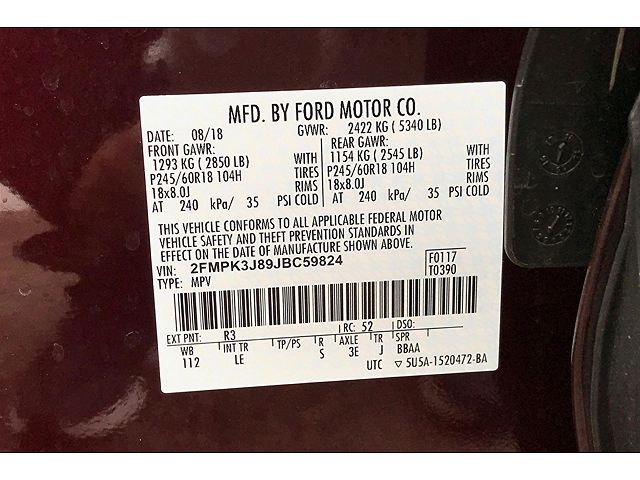 MFD. BY FORD MOTOR CO.
DATE: 08/18 GVWR: 2422 KG ( 5340 LB)
FRONT GAWR: REAR GAWR:
1293 KG ( 2850 LB) WITH 1154 KG ( 2545 LB) WITH
P245/60R18 104H TIRES P245/60R18 104H TIRES
18x8.0J RIMS 18x8.0J RIMS
AT 240 kPa/ 35 PSI COLD AT 240 kPa/ 35 PSI COLD
THIS VEHICLE CONFORMS TO ALL APPLICABLE FEDERAL MOTOR
VEHICLE SAFETY AND THEFT PREVENTION STANDARDS IN
EFFECT ON THE DATE OF MANUFACTURE SHOWN ABOVE.
VIN: 2FMPK3J89JBC59824 F0117
TYPE: MPV T0390
EXT PNT: R3 RC: 52 DSO:
WB INT TR TP/PS R AXLE TR SPR
112 LE S 3E J BBAA
UTC ▽ 5U5A-1520472-BA